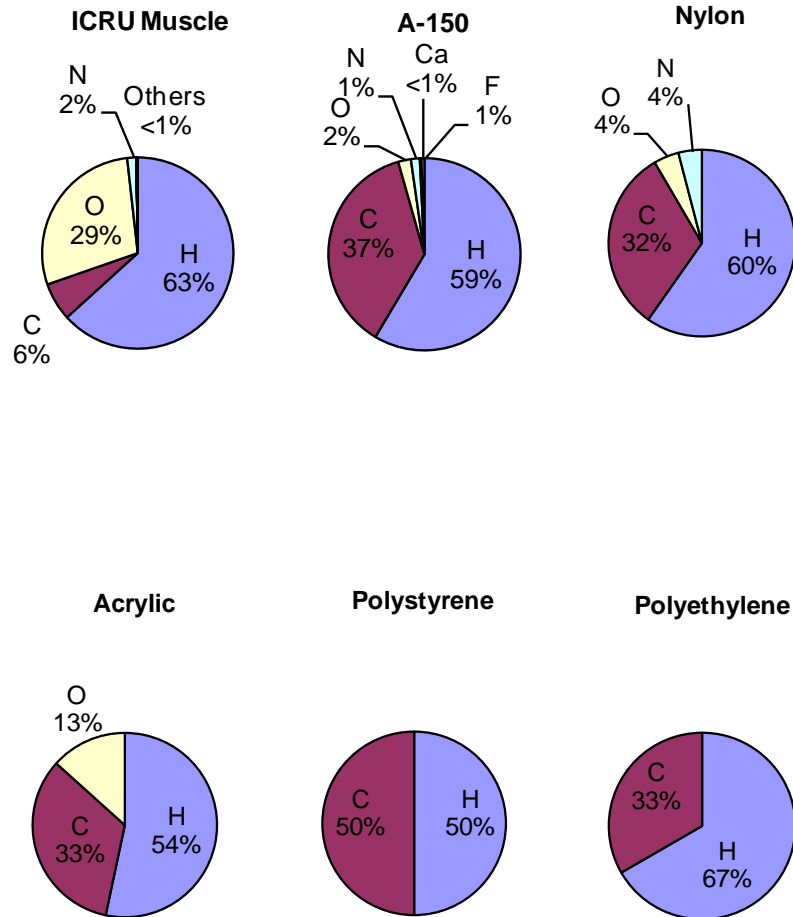 ICRU Muscle
N
2%
Others
<1%
O
29%
H
63%
C
6%
A-150
N
1%
Ca
<1%
F
1%
O
2%
C
37%
H
59%
Nylon
O
4%
N
4%
C
32%
H
60%
Acrylic
O
13%
C
33%
H
54%
Polystyrene
C
50%
H
50%
Polyethylene
C
33%
H
67%